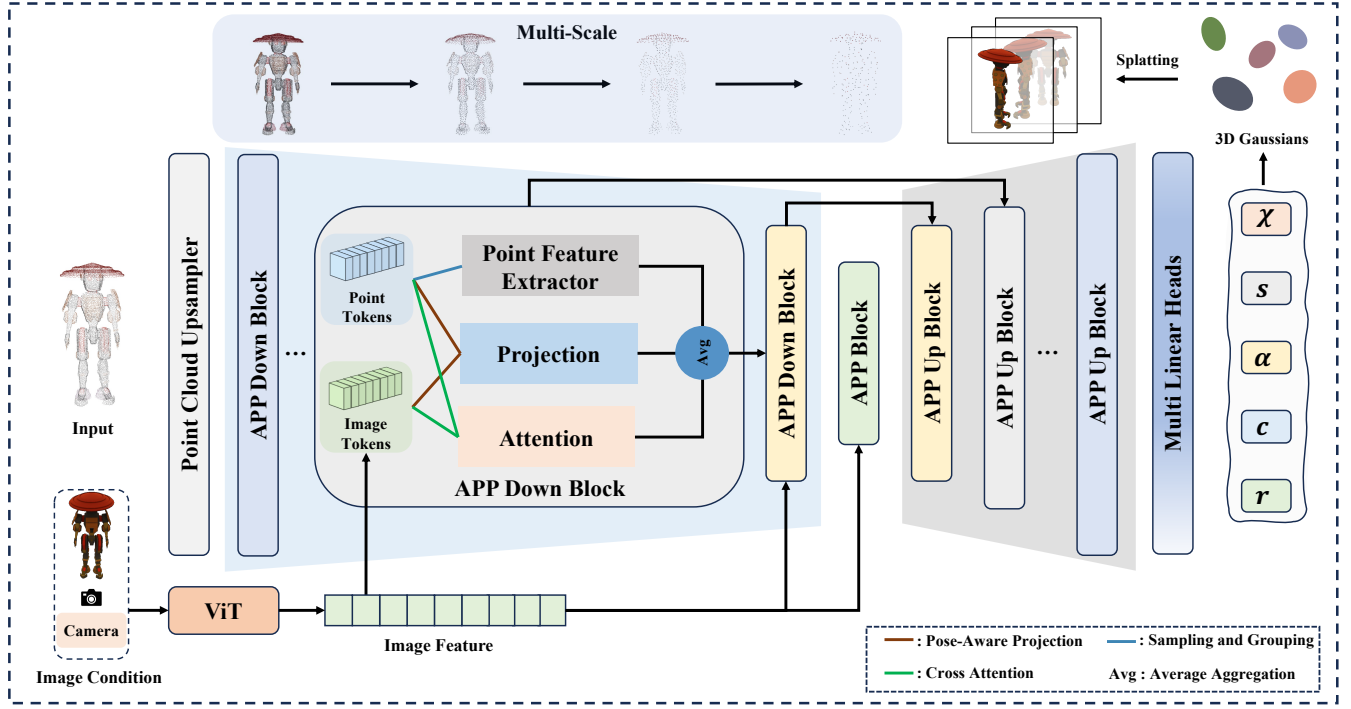 Multi-Scale
Splatting
3D Gaussians
Input
Point Cloud Upsampler
APP Down Block
...
Point
Tokens
Image
Tokens
Point Feature
Extractor
Projection
Attention
Avg
APP Down Block
APP Down Block
APP Block
APP Up Block
APP Up Block
...
APP Up Block
Multi Linear Heads
χ
s
α
c
r
Camera
Image Condition
ViT
Image Feature
: Pose-Aware Projection
: Sampling and Grouping
: Cross Attention
Avg : Average Aggregation